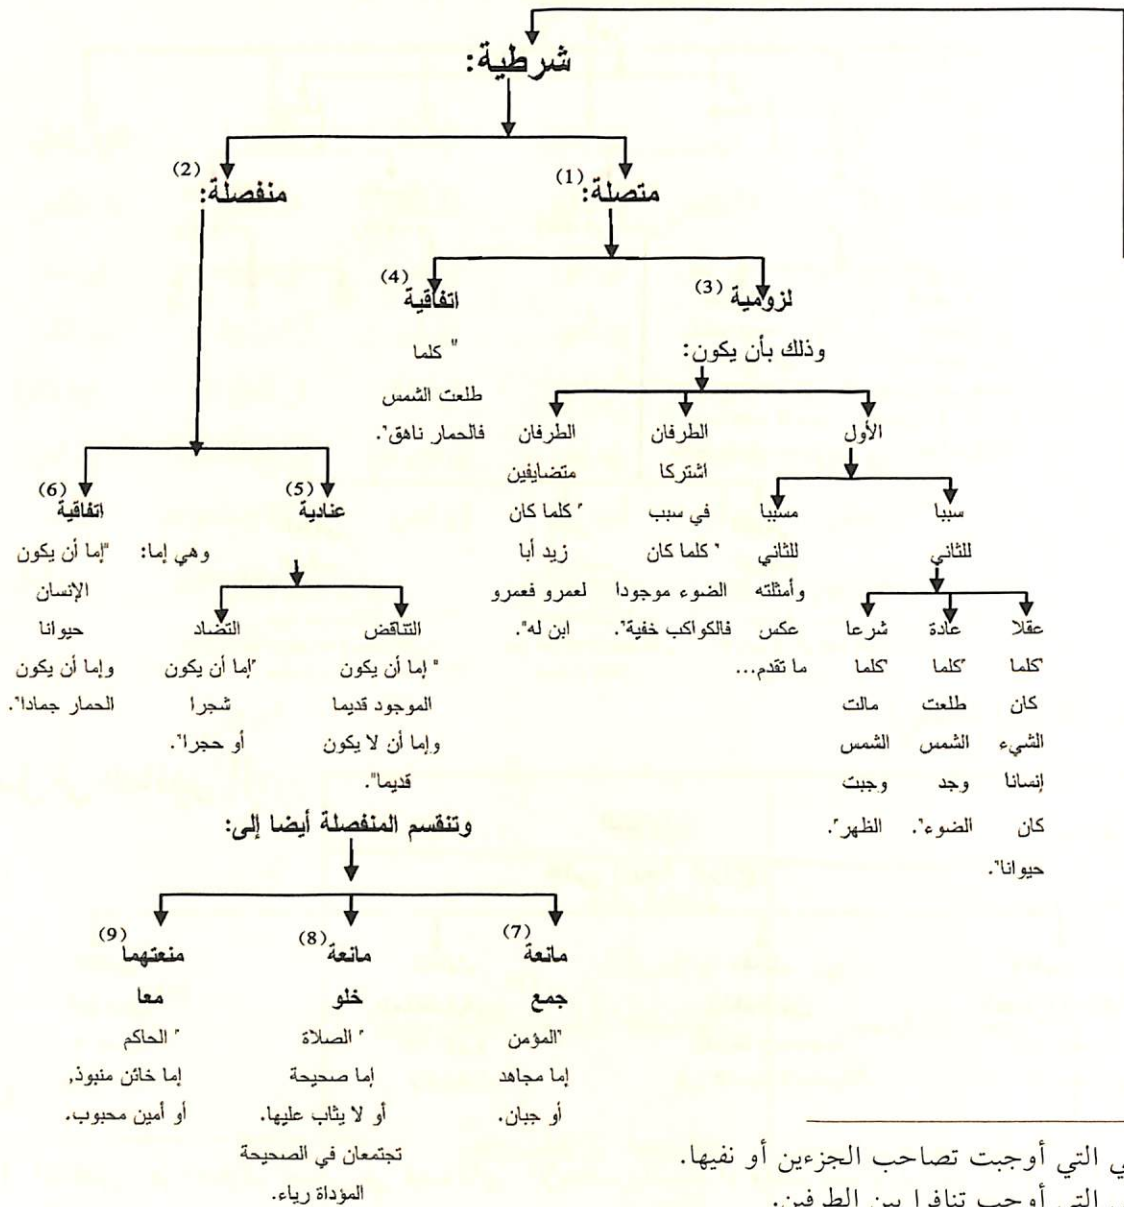 شرطية:
متصلة: (1)
منفصلة: (2)
لزومية (3)
وذلك بأن يكون:
الأول
سببا
للثاني
عقلا
"كلما
كان
الشيء
إنسانا
كان
حيوانا".
عادة
"كلما
طلعت
الشمس
وجد
الضوء".
شرعا
"كلما
مالت
الشمس
وجبت
الظهر".
مسببا
للثاني
وأمثلته
عكس
ما تقدم...
الطرفان
اشتركا
في سبب
" كلما كان
الضوء موجودا
فالكواكب خفية".
الطرفان
متضايفين
" كلما كان
زيد أبا
لعمرو فعمرو
ابن له".
اتفاقية (4)
" كلما
طلعت الشمس
فالحمار ناهق".
عنادية (5)
وهي إما:
التناقض
" إما أن يكون
الموجود قديما
وإما أن لا يكون
قديما".
التضاد
"إما أن يكون
شجرا
أو حجرا".
اتفاقية (6)
"إما أن يكون
الإنسان
حيوانا
وإما أن يكون
الحمار جمادا".
وتنقسم المنفصلة أيضا إلى:
مانعة (7)
جمع
"المؤمن
إما مجاهد
أو جبان.
مانعة (8)
خلو
" الصلاة
إما صحيحة
أو لا يثاب عليها.
تجتمعان في الصحيحة
المؤداة رياء.
منعتهما (9)
معا
" الحاكم
إما خائن منبوذ,
أو أمين محبوب.
التي أوجبت تصاحب الجزءين أو نفيها.
التي أوجب تنافرا بين الطرفين.